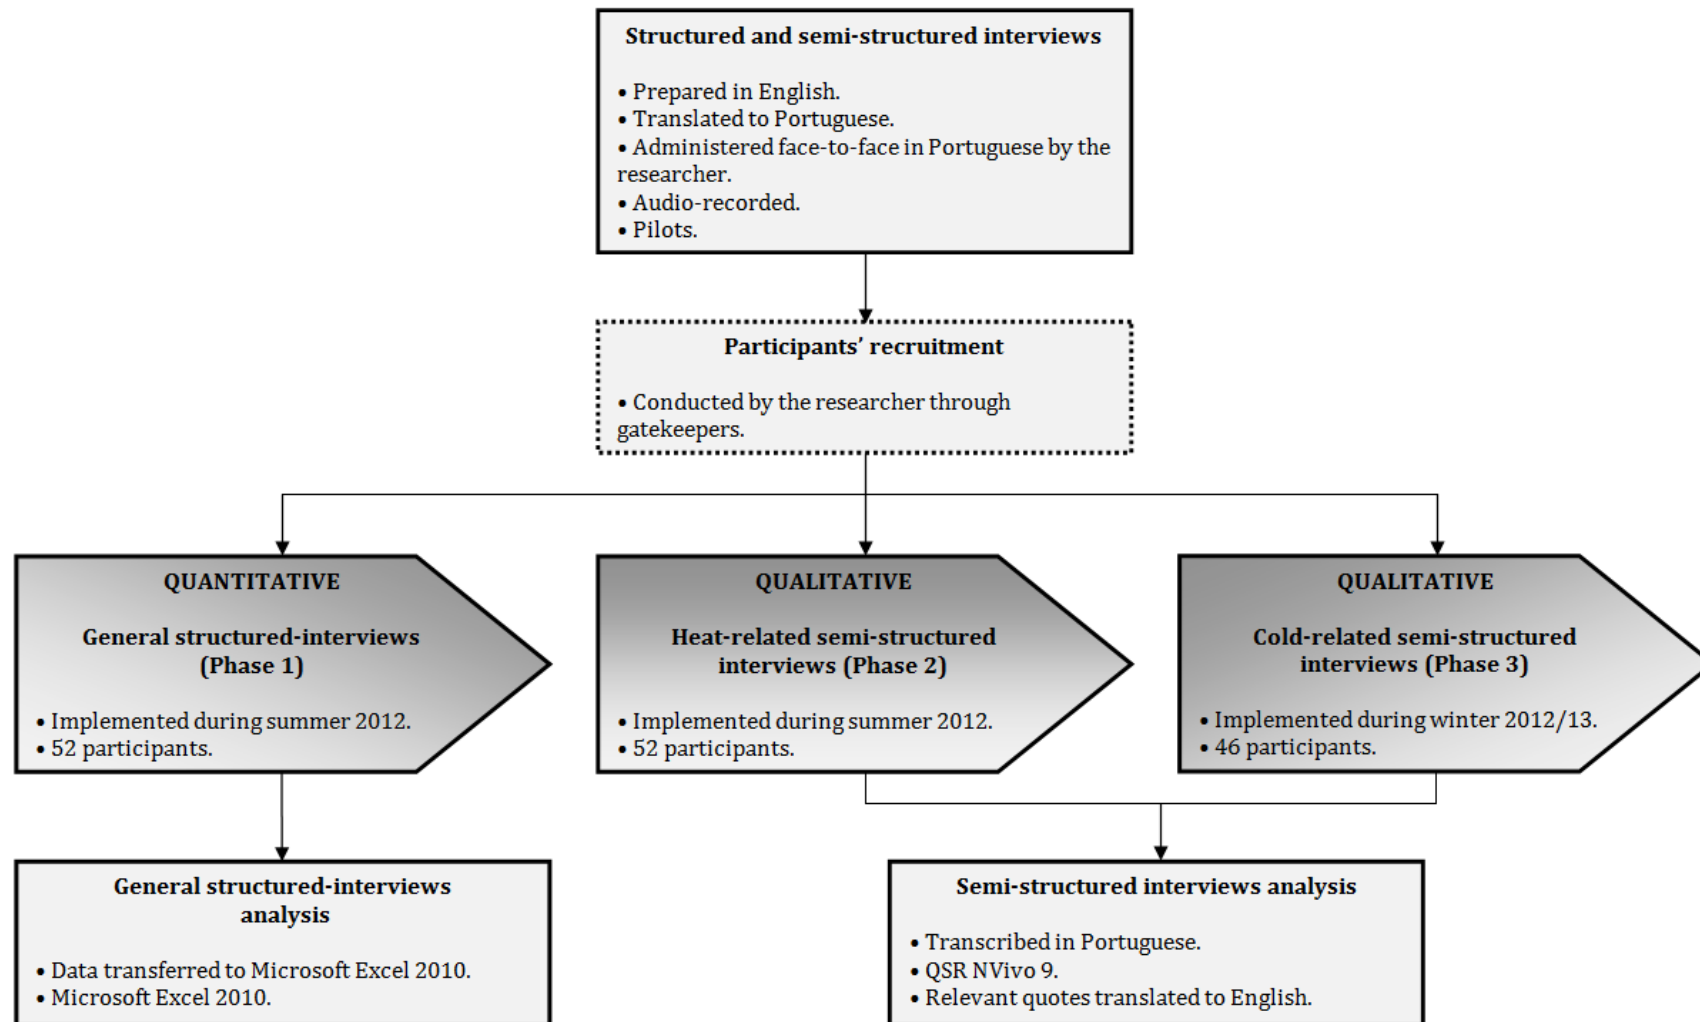 Structured and semi-structured interviews
• Prepared in English.
• Translated to Portuguese.
• Administered face-to-face in Portuguese by the
researcher.
• Audio-recorded.
• Pilots.
Participants’ recruitment
• Conducted by the researcher through
gatekeepers.
QUANTITATIVE
General structured-interviews
(Phase 1)
• Implemented during summer 2012.
• 52 participants.
QUALITATIVE
Heat-related semi-structured
interviews (Phase 2)
• Implemented during summer 2012.
• 52 participants.
QUALITATIVE
Cold-related semi-structured
interviews (Phase 3)
• Implemented during winter 2012/13.
• 46 participants.
General structured-interviews
analysis
• Data transferred to Microsoft Excel 2010.
• Microsoft Excel 2010.
Semi-structured interviews analysis
• Transcribed in Portuguese.
• QSR NVivo 9.
• Relevant quotes translated to English.